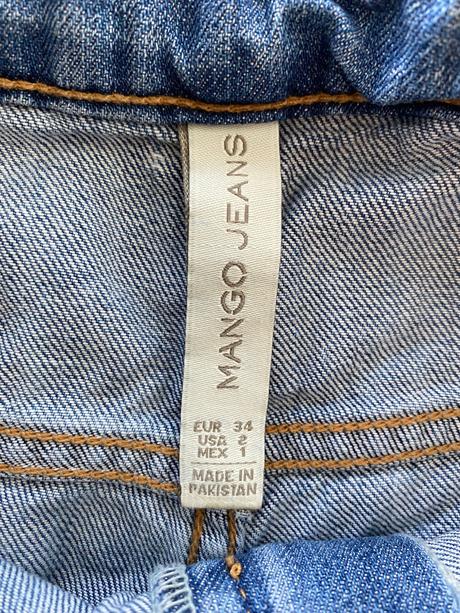 MANGO JEANS
EUR 34
USA 2
MEX 1
MADE IN
PAKISTAN